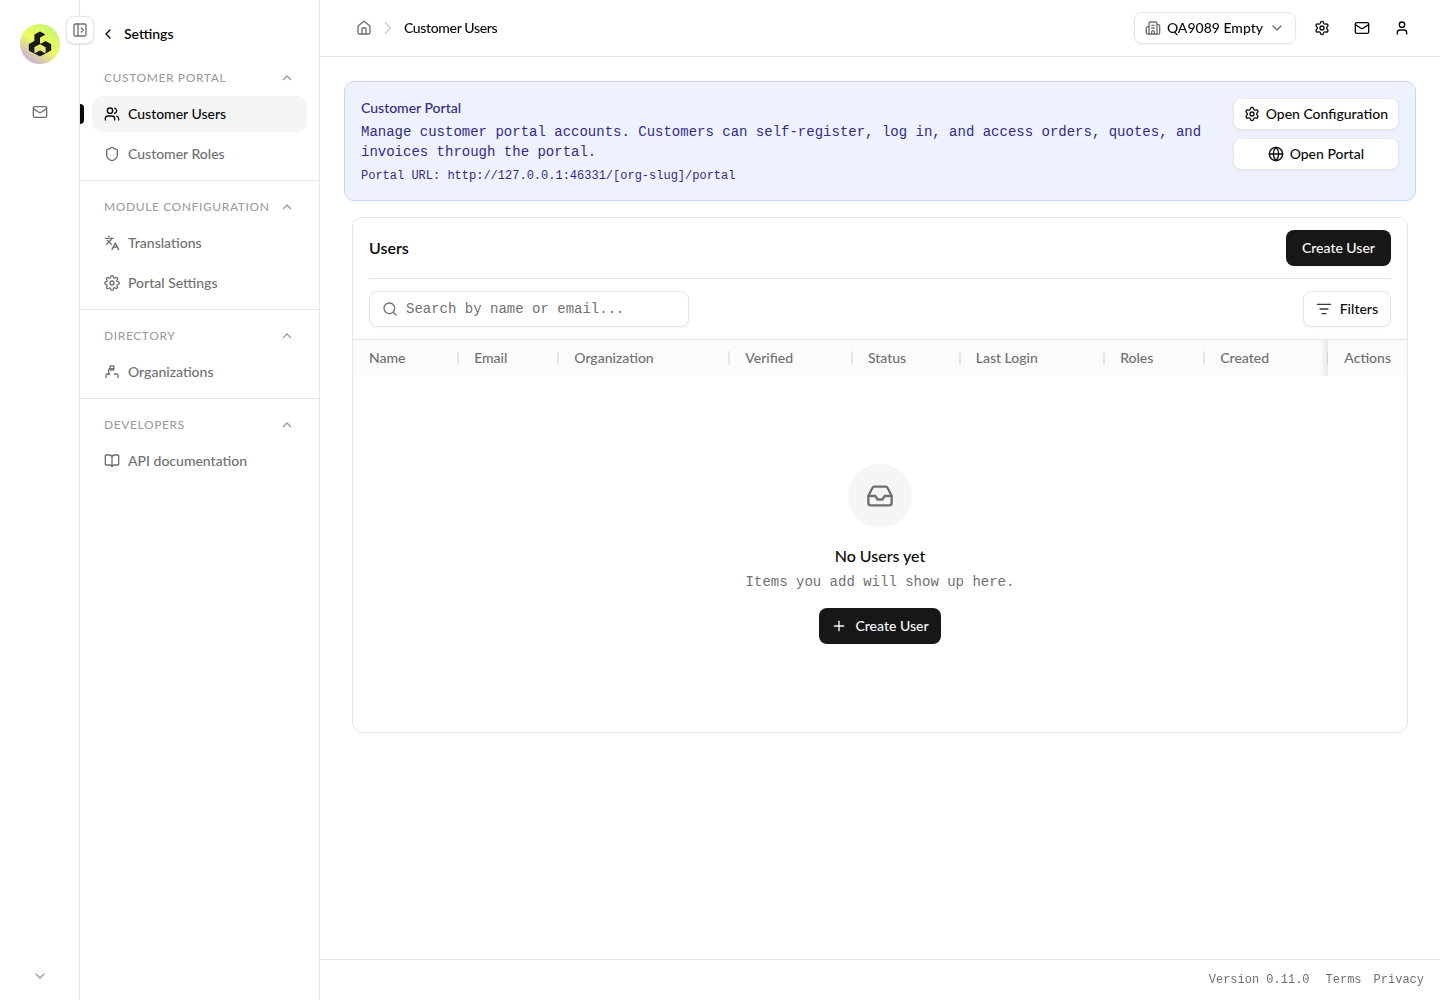 Settings
CUSTOMER PORTAL
Customer Users
Customer Roles
MODULE CONFIGURATION
Translations
Portal Settings
DIRECTORY
Organizations
DEVELOPERS
API documentation
Customer Users
QA9089 Empty
Customer Portal
Manage customer portal accounts. Customers can self-register, log in, and access orders, quotes, and
invoices through the portal.
Portal URL: http://127.0.0.1:46331/[org-slug]/portal
Open Configuration
Open Portal
Users
Create User
Search by name or email...
Filters
Name Email Organization Verified Status Last Login Roles Created Actions
No Users yet
Items you add will show up here.
Create User
Version 0.11.0 Terms Privacy